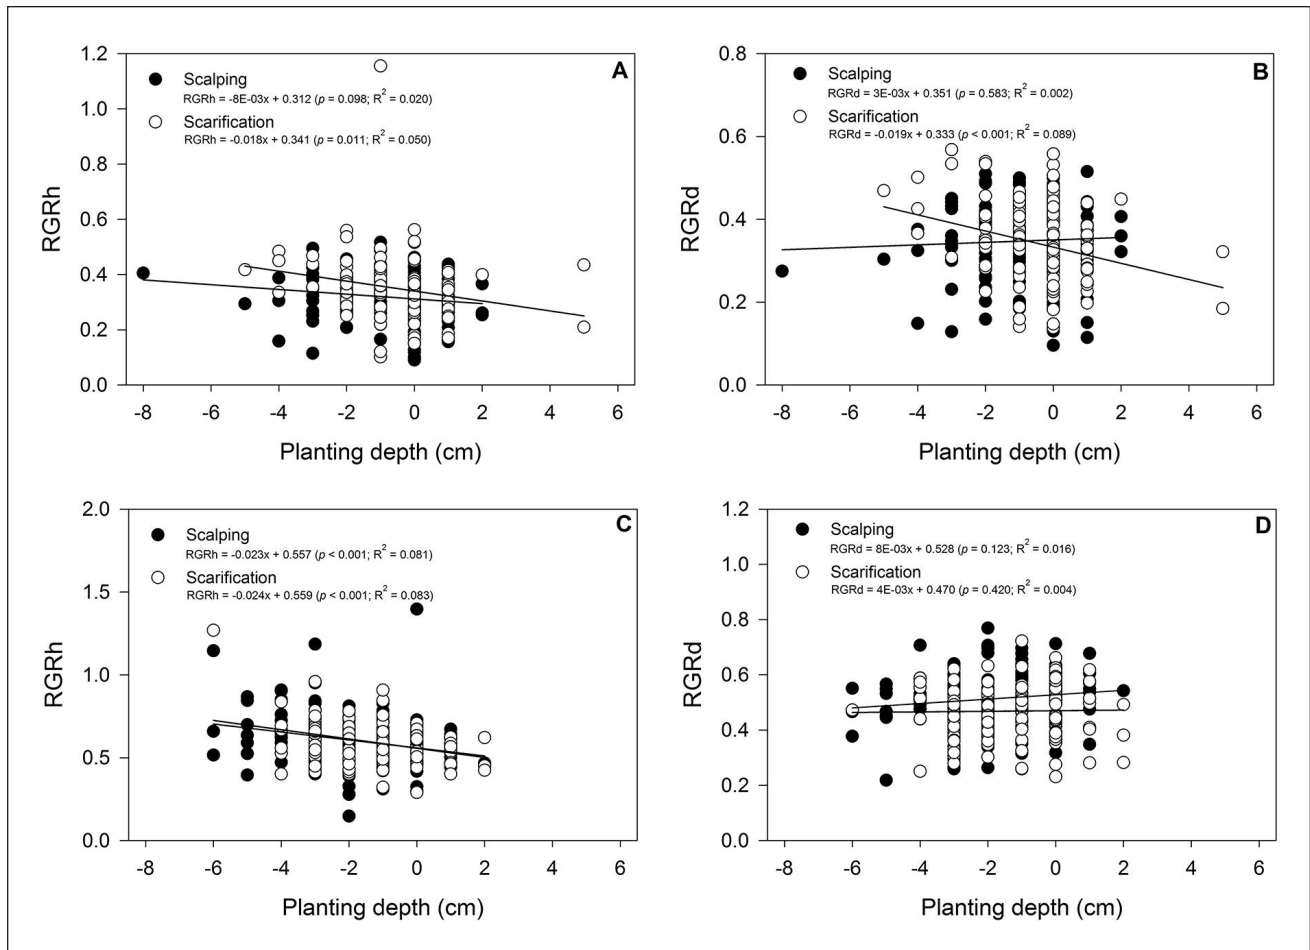 A
Scalping
RGRh = -8E-03x + 0.312 (p = 0.098; R² = 0.020)
Scarification
RGRh = -0.018x + 0.341 (p = 0.011; R² = 0.050)
1.2
1.0
0.8
0.6
0.4
0.2
0.0
RGRh
-8 -6 -4 -2 0 2 4 6
Planting depth (cm)
B
Scalping
RGRd = 3E-03x + 0.351 (p = 0.583; R² = 0.002)
Scarification
RGRd = -0.019x + 0.333 (p < 0.001; R² = 0.089)
0.8
0.6
0.4
0.2
0.0
RGRd
-8 -6 -4 -2 0 2 4 6
Planting depth (cm)
C
Scalping
RGRh = -0.023x + 0.557 (p < 0.001; R² = 0.081)
Scarification
RGRh = -0.024x + 0.559 (p < 0.001; R² = 0.083)
2.0
1.5
1.0
0.5
0.0
RGRh
-8 -6 -4 -2 0 2 4 6
Planting depth (cm)
D
Scalping
RGRd = 8E-03x + 0.528 (p = 0.123; R² = 0.016)
Scarification
RGRd = 4E-03x + 0.470 (p = 0.420; R² = 0.004)
1.2
1.0
0.8
0.6
0.4
0.2
0.0
RGRd
-8 -6 -4 -2 0 2 4 6
Planting depth (cm)